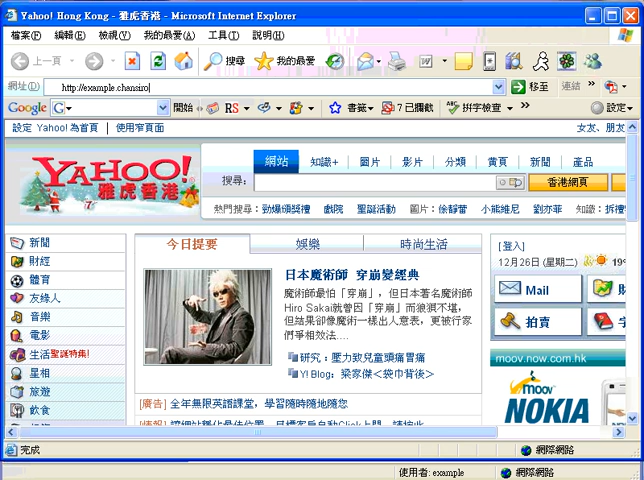 Yahoo! Hong Kong - 雅虎香港 - Microsoft Internet Explorer
檔案(F) 編輯(E) 檢視(V) 我的最愛(A) 工具(T) 說明(H)
上一頁 搜尋 我的最愛
網址(D) http://example.chansiro 移至 連結 »
Google G 開始 RS 書籤 7 已攔截 拼字檢查 » 設定
設定 Yahoo! 為首頁 | 使用窄頁面 女友、朋友
YAHOO! 雅虎香港
網站 知識+ 圖片 影片 分類 黃頁 新聞 產品
搜尋: 香港網頁
熱門搜尋：勁爆頒獎禮 戲院 聖誕活動 圖片：徐靜蕾 小熊維尼 劉亦菲 知識：拆禮
新聞
財經
體育
友緣人
音樂
電影
生活 聖誕特集!
星相
旅遊
飲食
今日提要 娛樂 時尚生活
日本魔術師 穿崩變經典
魔術師最怕「穿崩」，但日本著名魔術師
Hiro Sakai就曾因「穿崩」而狼狽不堪，
但結果卻像魔術一樣出人意表，更被行家
們爭相效法....
研究：壓力致兒童頭痛胃痛
Y! Blog：梁家傑<袋巾背後>
[廣告] 全年無限英語課堂，學習隨時隨地隨您
[登入]
12月26日 (星期二) 19°
Mail 財
拍賣 字
moov.now.com.hk
moov
NOKIA
完成 網際網路
使用者: example 網際網路